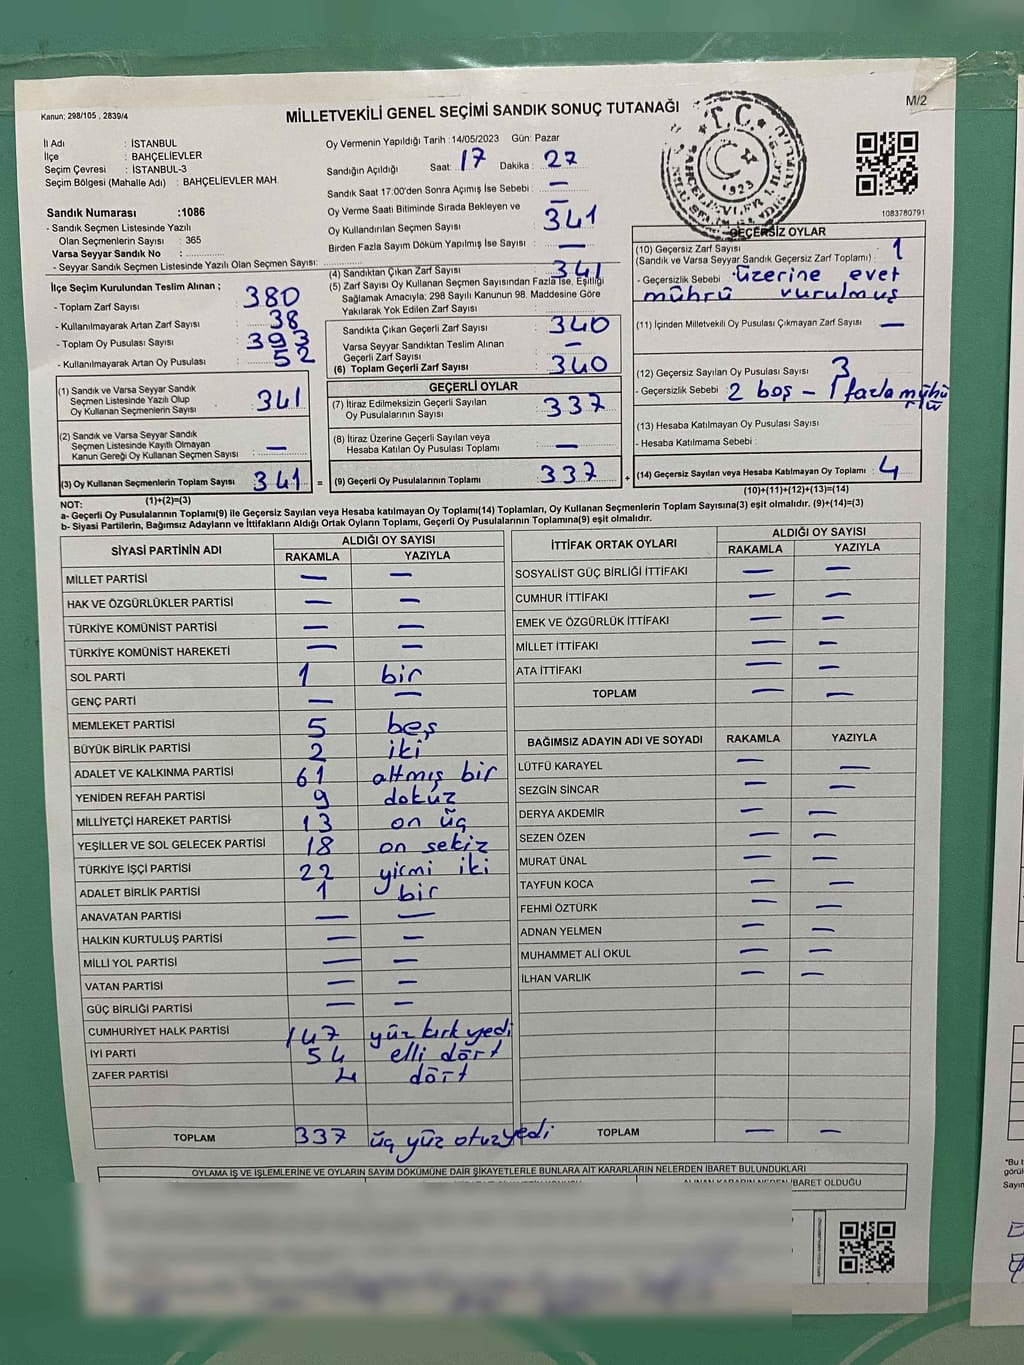 Kanun; 298/105 , 2839/4
MİLLETVEKİLİ GENEL SEÇİMİ SANDIK SONUÇ TUTANAĞI
M/2
İl Adı : İSTANBUL
İlçe : BAHÇELİEVLER
Seçim Çevresi : İSTANBUL-3
Seçim Bölgesi (Mahalle Adı) : BAHÇELİEVLER MAH.
Sandık Numarası :1086
- Sandık Seçmen Listesinde Yazılı
Olan Seçmenlerin Sayısı : 365
Varsa Seyyar Sandık No :
- Seyyar Sandık Seçmen Listesinde Yazılı Olan Seçmen Sayısı:
Oy Vermenin Yapıldığı Tarih :14/05/2023 Gün: Pazar
Sandığın Açıldığı Saat: 17 Dakika : 27
Sandık Saat 17:00'den Sonra Açımış İse Sebebi : —
Oy Verme Saati Bitiminde Sırada Bekleyen ve —
Oy Kullandırılan Seçmen Sayısı : 341
Birden Fazla Sayım Döküm Yapılmış İse Sayısı : —
T.C.
1923
1083780791
İlçe Seçim Kurulundan Teslim Alınan ;
- Toplam Zarf Sayısı : 380
- Kullanılmayarak Artan Zarf Sayısı : 38
- Toplam Oy Pusulası Sayısı : 393
- Kullanılmayarak Artan Oy Pusulası : 52
(1) Sandık ve Varsa Seyyar Sandık
Seçmen Listesinde Yazılı Olup
Oy Kullanan Seçmenlerin Sayısı : 341
(2) Sandık ve Varsa Seyyar Sandık
Seçmen Listesinde Kayıtlı Olmayan
Kanun Gereği Oy Kullanan Seçmen Sayısı : —
(3) Oy Kullanan Seçmenlerin Toplam Sayısı : 341 =
(1)+(2)=(3)
(4) Sandıktan Çıkan Zarf Sayısı : 341
(5) Zarf Sayısı Oy Kullanan Seçmen Sayısından Fazla İse, Eşitliği
Sağlamak Amacıyla; 298 Sayılı Kanunun 98. Maddesine Göre
Yakılarak Yok Edilen Zarf Sayısı :
Sandıkta Çıkan Geçerli Zarf Sayısı : 340
Varsa Seyyar Sandıktan Teslim Alınan
Geçerli Zarf Sayısı : —
(6) Toplam Geçerli Zarf Sayısı : 340
GEÇERLİ OYLAR
(7) İtiraz Edilmeksizin Geçerli Sayılan
Oy Pusulalarının Sayısı : 337
(8) İtiraz Üzerine Geçerli Sayılan veya
Hesaba Katılan Oy Pusulası Toplamı : —
(9) Geçerli Oy Pusulalarının Toplamı : 337 +
GEÇERSİZ OYLAR
(10) Geçersiz Zarf Sayısı
(Sandık ve Varsa Seyyar Sandık Geçersiz Zarf Toplamı) : 1
- Geçersizlik Sebebi : üzerine evet
mührü vurulmuş
(11) İçinden Milletvekili Oy Pusulası Çıkmayan Zarf Sayısı : —
(12) Geçersiz Sayılan Oy Pusulası Sayısı : 3
- Geçersizlik Sebebi : 2 boş – 1 fazla mühür
(13) Hesaba Katılmayan Oy Pusulası Sayısı :
- Hesaba Katılmama Sebebi :
(14) Geçersiz Sayılan veya Hesaba Katılmayan Oy Toplamı : 4
(10)+(11)+(12)+(13)=(14)
NOT:
a- Geçerli Oy Pusulalarının Toplamı(9) ile Geçersiz Sayılan veya Hesaba katılmayan Oy Toplamı(14) Toplamları, Oy Kullanan Seçmenlerin Toplam Sayısına(3) eşit olmalıdır. (9)+(14)=(3)
b- Siyasi Partilerin, Bağımsız Adayların ve İttifakların Aldığı Ortak Oyların Toplamı, Geçerli Oy Pusulalarının Toplamına(9) eşit olmalıdır.
SİYASİ PARTİNİN ADI ALDIĞI OY SAYISI
RAKAMLA YAZIYLA
MİLLET PARTİSİ — —
HAK VE ÖZGÜRLÜKLER PARTİSİ — —
TÜRKİYE KOMÜNİST PARTİSİ — —
TÜRKİYE KOMÜNİST HAREKETİ — —
SOL PARTİ 1 bir
GENÇ PARTİ — —
MEMLEKET PARTİSİ 5 beş
BÜYÜK BİRLİK PARTİSİ 2 iki
ADALET VE KALKINMA PARTİSİ 61 altmış bir
YENİDEN REFAH PARTİSİ 9 dokuz
MİLLİYETÇİ HAREKET PARTİSİ 13 on üç
YEŞİLLER VE SOL GELECEK PARTİSİ 18 on sekiz
TÜRKİYE İŞÇİ PARTİSİ 22 yirmi iki
ADALET BİRLİK PARTİSİ 1 bir
ANAVATAN PARTİSİ — —
HALKIN KURTULUŞ PARTİSİ — —
MİLLİ YOL PARTİSİ — —
VATAN PARTİSİ — —
GÜÇ BİRLİĞİ PARTİSİ — —
CUMHURİYET HALK PARTİSİ 147 yüz kırk yedi
İYİ PARTİ 54 elli dört
ZAFER PARTİSİ 4 dört
TOPLAM 337 üç yüz otuz yedi
İTTİFAK ORTAK OYLARI ALDIĞI OY SAYISI
RAKAMLA YAZIYLA
SOSYALİST GÜÇ BİRLİĞİ İTTİFAKI — —
CUMHUR İTTİFAKI — —
EMEK VE ÖZGÜRLÜK İTTİFAKI — —
MİLLET İTTİFAKI — —
ATA İTTİFAKI — —
TOPLAM — —
BAĞIMSIZ ADAYIN ADI VE SOYADI RAKAMLA YAZIYLA
LÜTFÜ KARAYEL — —
SEZGİN SİNCAR — —
DERYA AKDEMİR — —
SEZEN ÖZEN — —
MURAT ÜNAL — —
TAYFUN KOCA — —
FEHMİ ÖZTÜRK — —
ADNAN YELMEN — —
MUHAMMET ALİ OKUL — —
İLHAN VARLIK — —
TOPLAM — —
OYLAMA İŞ VE İŞLEMLERİNE VE OYLARIN SAYIM DÖKÜMÜNE DAİR ŞİKAYETLERLE BUNLARA AİT KARARLARIN NELERDEN İBARET BULUNDUKLARI
ALINAN KARARIN NEDEN İBARET OLDUĞU